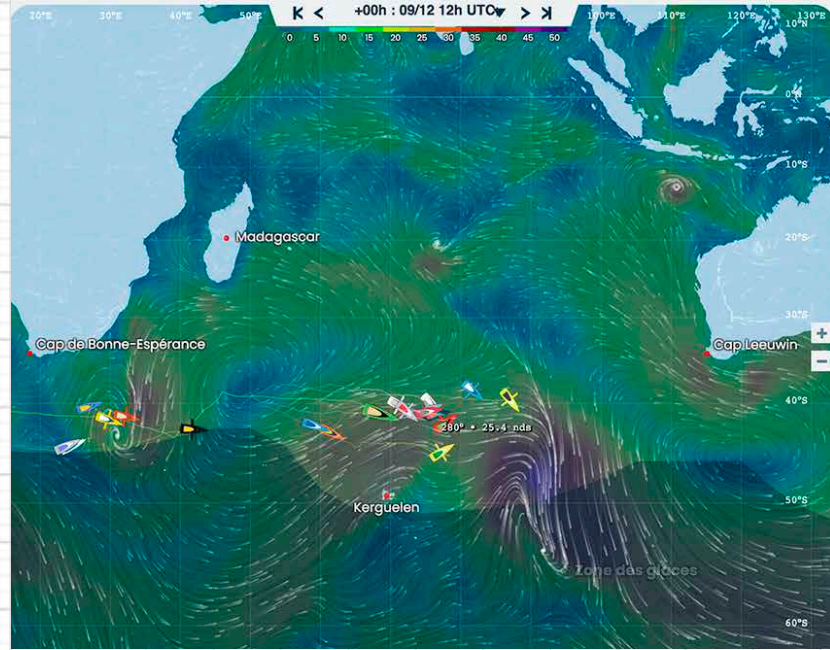 +00h : 09/12 12h UTC
20°E 30°E 40°E 50°E 100°E 110°E 120°E 130°E
0 5 10 15 20 25 30 35 40 45 50
10°N
0°N
10°S
Madagascar
20°S
30°S
Cap de Bonne-Espérance
Cap Leeuwin
+
−
40°S
280° • 25.4 nds
50°S
Kerguelen
Zone des glaces
60°S